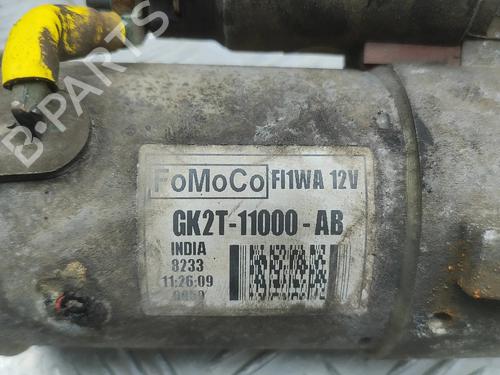 FoMoCo FI1WA 12V
GK2T-11000-AB
INDIA
8233
11:26:09
B-PARTS